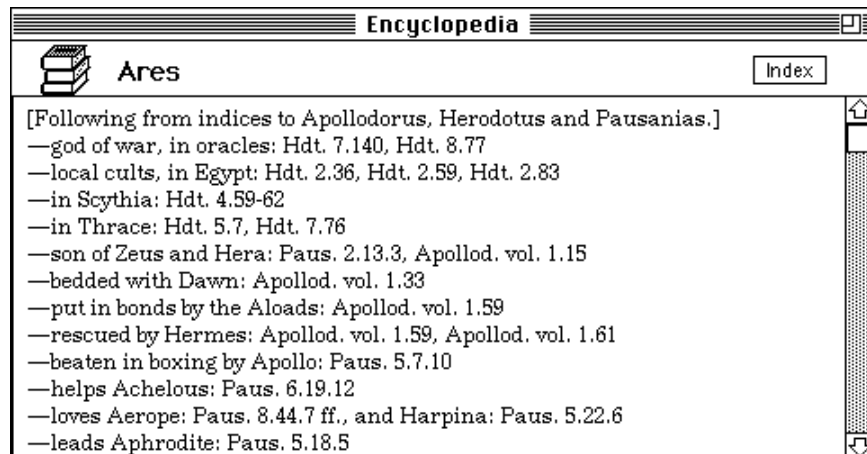 Encyclopedia
Ares
Index
[Following from indices to Apollodorus, Herodotus and Pausanias.]
—god of war, in oracles: Hdt. 7.140, Hdt. 8.77
—local cults, in Egypt: Hdt. 2.36, Hdt. 2.59, Hdt. 2.83
—in Scythia: Hdt. 4.59-62
—in Thrace: Hdt. 5.7, Hdt. 7.76
—son of Zeus and Hera: Paus. 2.13.3, Apollod. vol. 1.15
—bedded with Dawn: Apollod. vol. 1.33
—put in bonds by the Aloads: Apollod. vol. 1.59
—rescued by Hermes: Apollod. vol. 1.59, Apollod. vol. 1.61
—beaten in boxing by Apollo: Paus. 5.7.10
—helps Achelous: Paus. 6.19.12
—loves Aerope: Paus. 8.44.7 ff., and Harpina: Paus. 5.22.6
—leads Aphrodite: Paus. 5.18.5